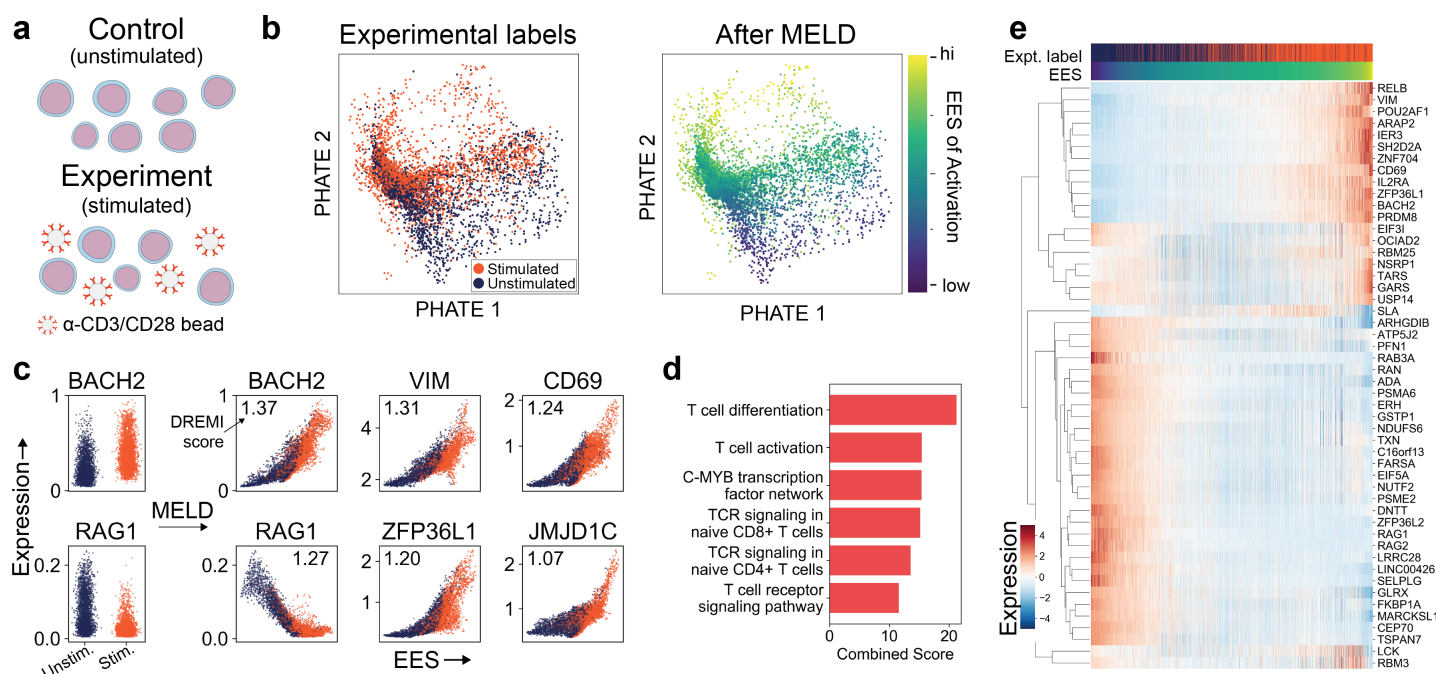 a
Control
(unstimulated)
Experiment
(stimulated)
α-CD3/CD28 bead
b
Experimental labels
PHATE 2
PHATE 1
Stimulated
Unstimulated
After MELD
PHATE 2
PHATE 1
hi
low
EES of Activation
c
Expression
BACH2
1
0
RAG1
0.2
0.0
Unstim.
Stim.
MELD
DREMI
score
BACH2
1.37
1
0
VIM
1.31
4
2
CD69
1.24
2
1
RAG1
1.27
0.2
0.0
ZFP36L1
1.20
2
1
JMJD1C
1.07
2
1
EES
d
T cell differentiation
T cell activation
C-MYB transcription
factor network
TCR signaling in
naive CD8+ T cells
TCR signaling in
naive CD4+ T cells
T cell receptor
signaling pathway
0
10
20
Combined Score
e
Expt. label
EES
RELB
VIM
POU2AF1
ARAP2
IER3
SH2D2A
ZNF704
CD69
IL2RA
ZFP36L1
BACH2
PRDM8
EIF3I
OCIAD2
RBM25
NSRP1
TARS
GARS
USP14
SLA
ARHGDIB
ATP5J2
PFN1
RAB3A
RAN
ADA
PSMA6
ERH
GSTP1
NDUFS6
TXN
C16orf13
FARSA
EIF5A
NUTF2
PSME2
DNTT
ZFP36L2
RAG1
RAG2
LRRC28
LINC00426
SELPLG
GLRX
FKBP1A
MARCKSL1
CEP70
TSPAN7
LCK
RBM3
Expression
4
2
0
−2
−4